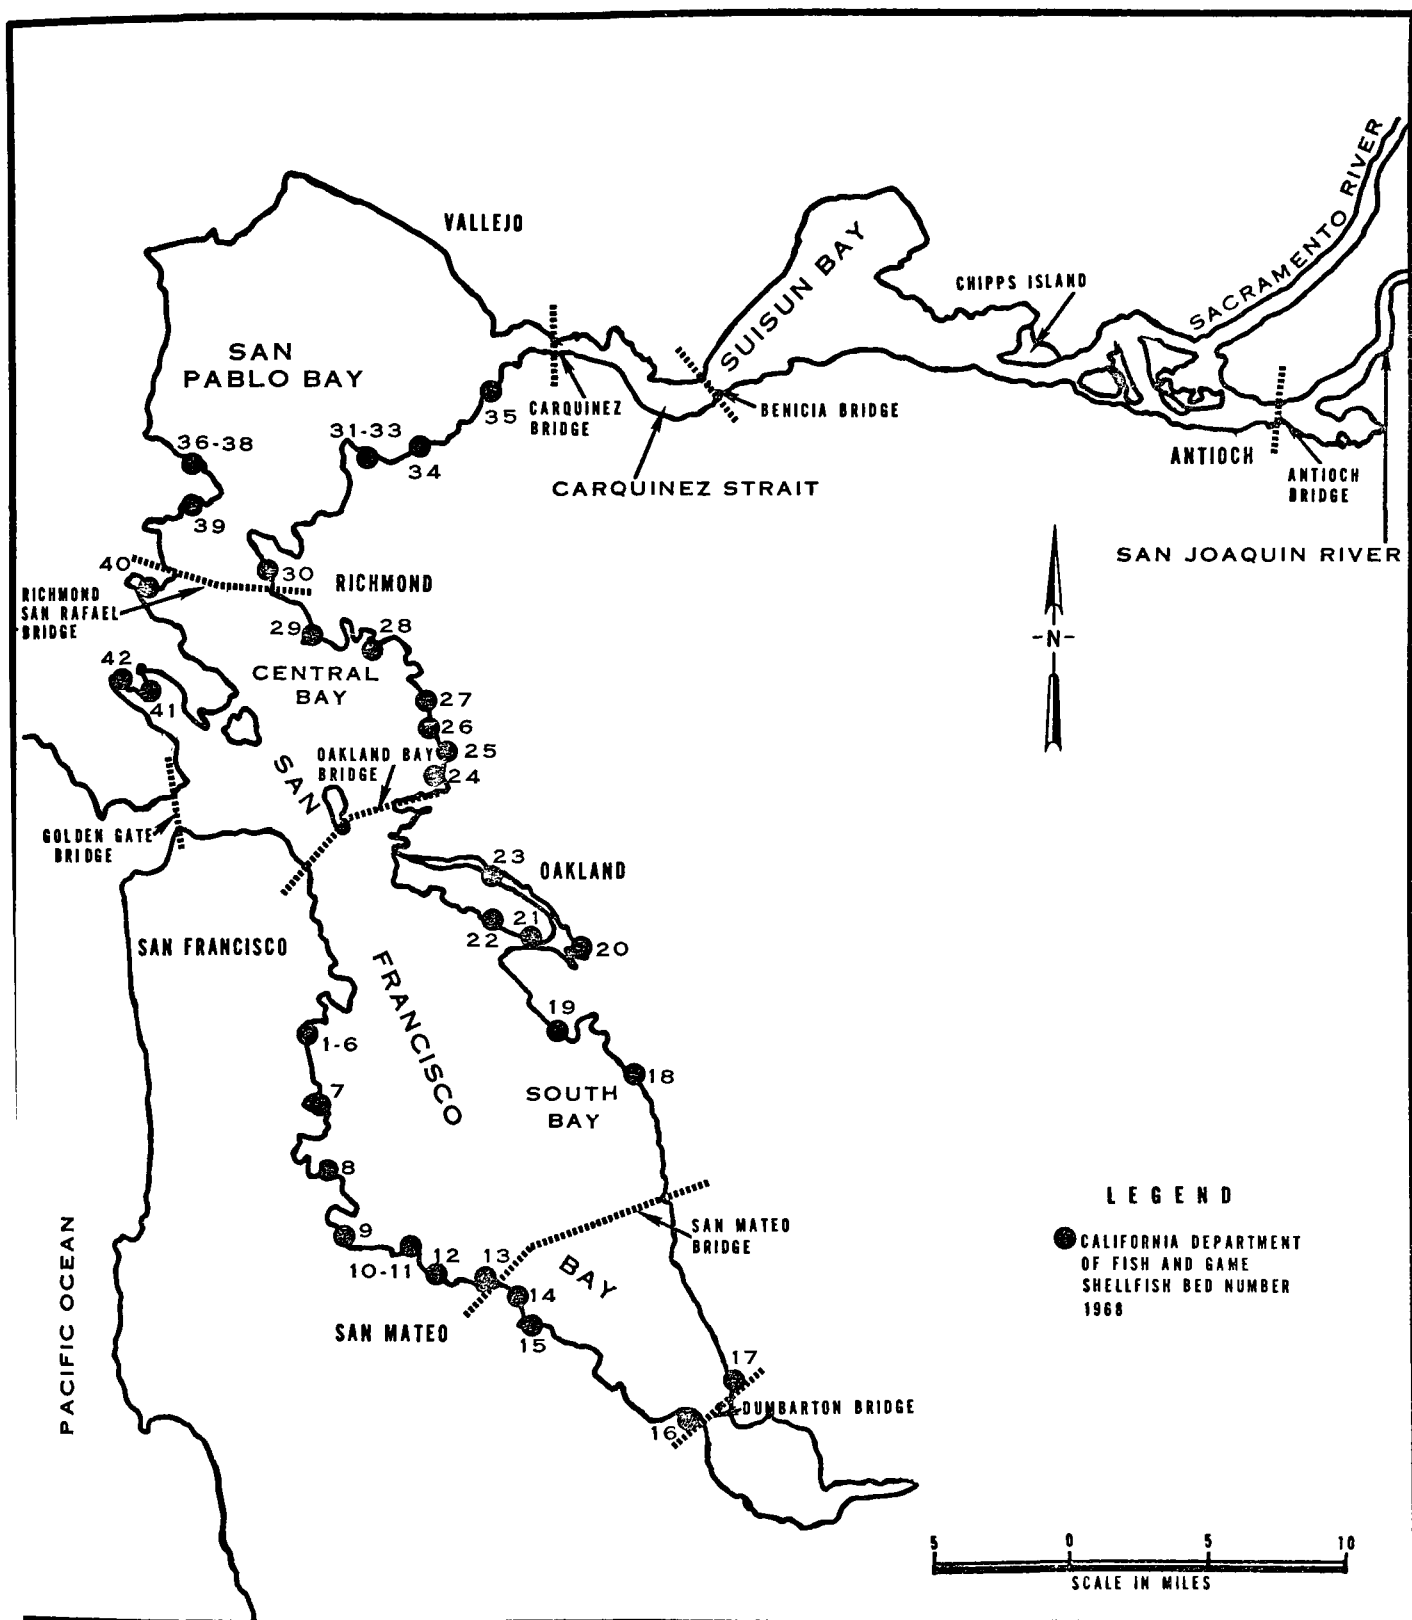 VALLEJO
SACRAMENTO RIVER
SUISUN BAY
CHIPPS ISLAND
SAN
PABLO BAY
35
CARQUINEZ
BRIDGE
BENICIA BRIDGE
36-38
31-33
34
ANTIOCH
ANTIOCH
BRIDGE
CARQUINEZ STRAIT
39
SAN JOAQUIN RIVER
40
30
RICHMOND
RICHMOND
SAN RAFAEL
BRIDGE
-N-
29
28
42
CENTRAL
BAY
41
27
26
25
24
OAKLAND BAY
BRIDGE
SAN
GOLDEN GATE
BRIDGE
23
OAKLAND
21
22
20
SAN FRANCISCO
FRANCISCO
19
1-6
18
7
SOUTH
BAY
8
LEGEND
CALIFORNIA DEPARTMENT
OF FISH AND GAME
SHELLFISH BED NUMBER
1968
9
SAN MATEO
BRIDGE
10-11
12
13
BAY
14
SAN MATEO
15
PACIFIC OCEAN
17
DUMBARTON BRIDGE
16
5 0 5 10
SCALE IN MILES